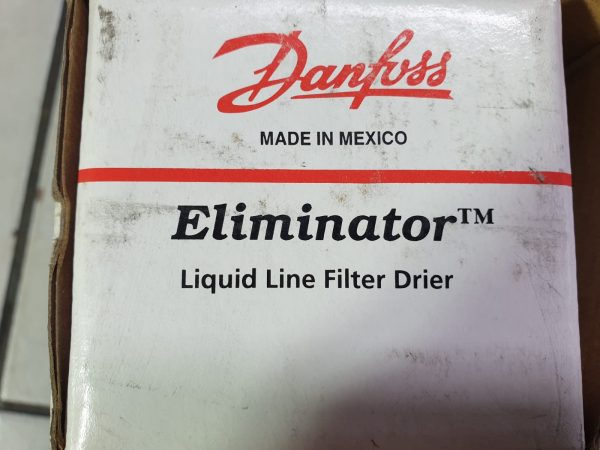 Danfoss
MADE IN MEXICO
Eliminator™
Liquid Line Filter Drier